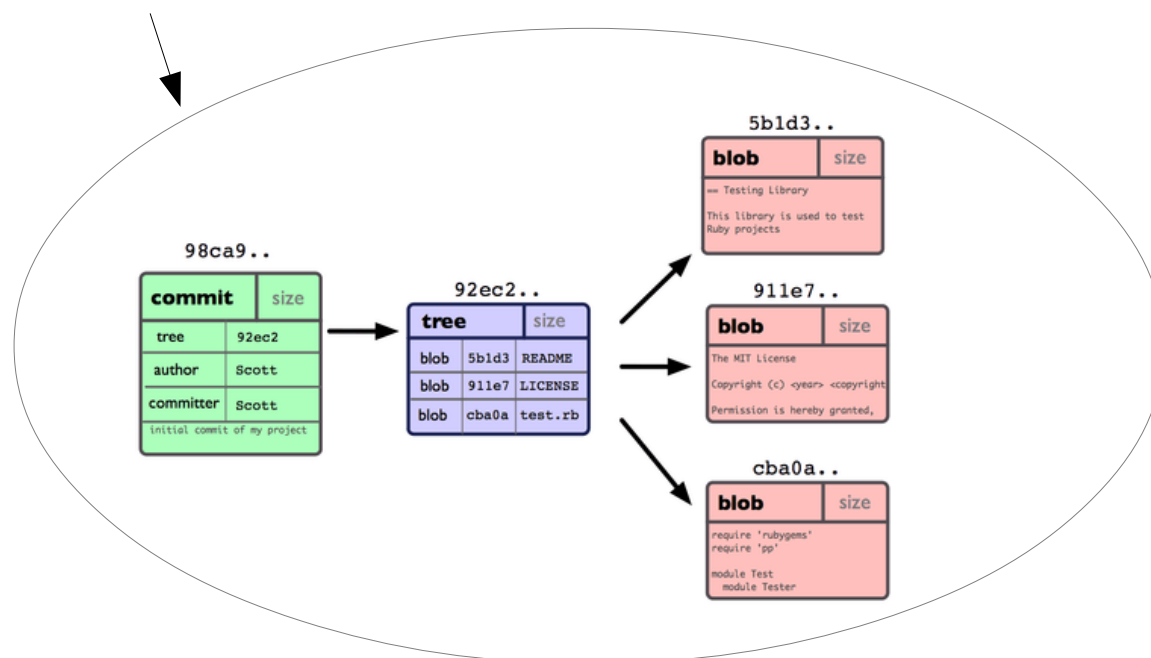 98ca9..
commit size
tree 92ec2
author Scott
committer Scott
initial commit of my project
92ec2..
tree size
blob 5b1d3 README
blob 911e7 LICENSE
blob cba0a test.rb
5b1d3..
blob size
== Testing Library
This library is used to test
Ruby projects
911e7..
blob size
The MIT License
Copyright (c) <year> <copyright
Permission is hereby granted,
cba0a..
blob size
require 'rubygems'
require 'pp'
module Test
module Tester